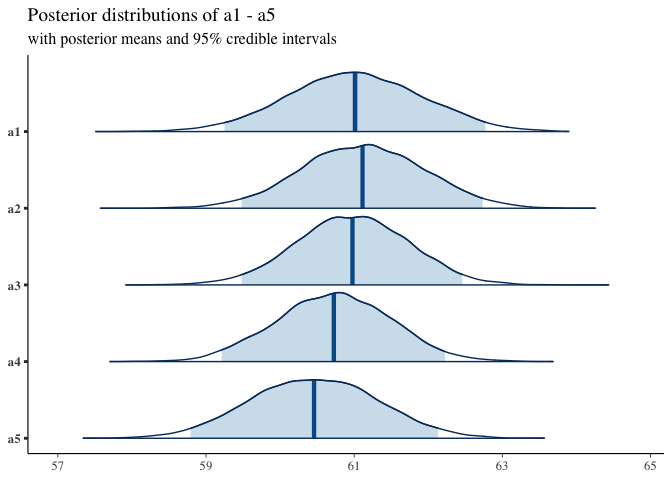 Posterior distributions of a1 - a5
with posterior means and 95% credible intervals
a1
a2
a3
a4
a5
57 59 61 63 65